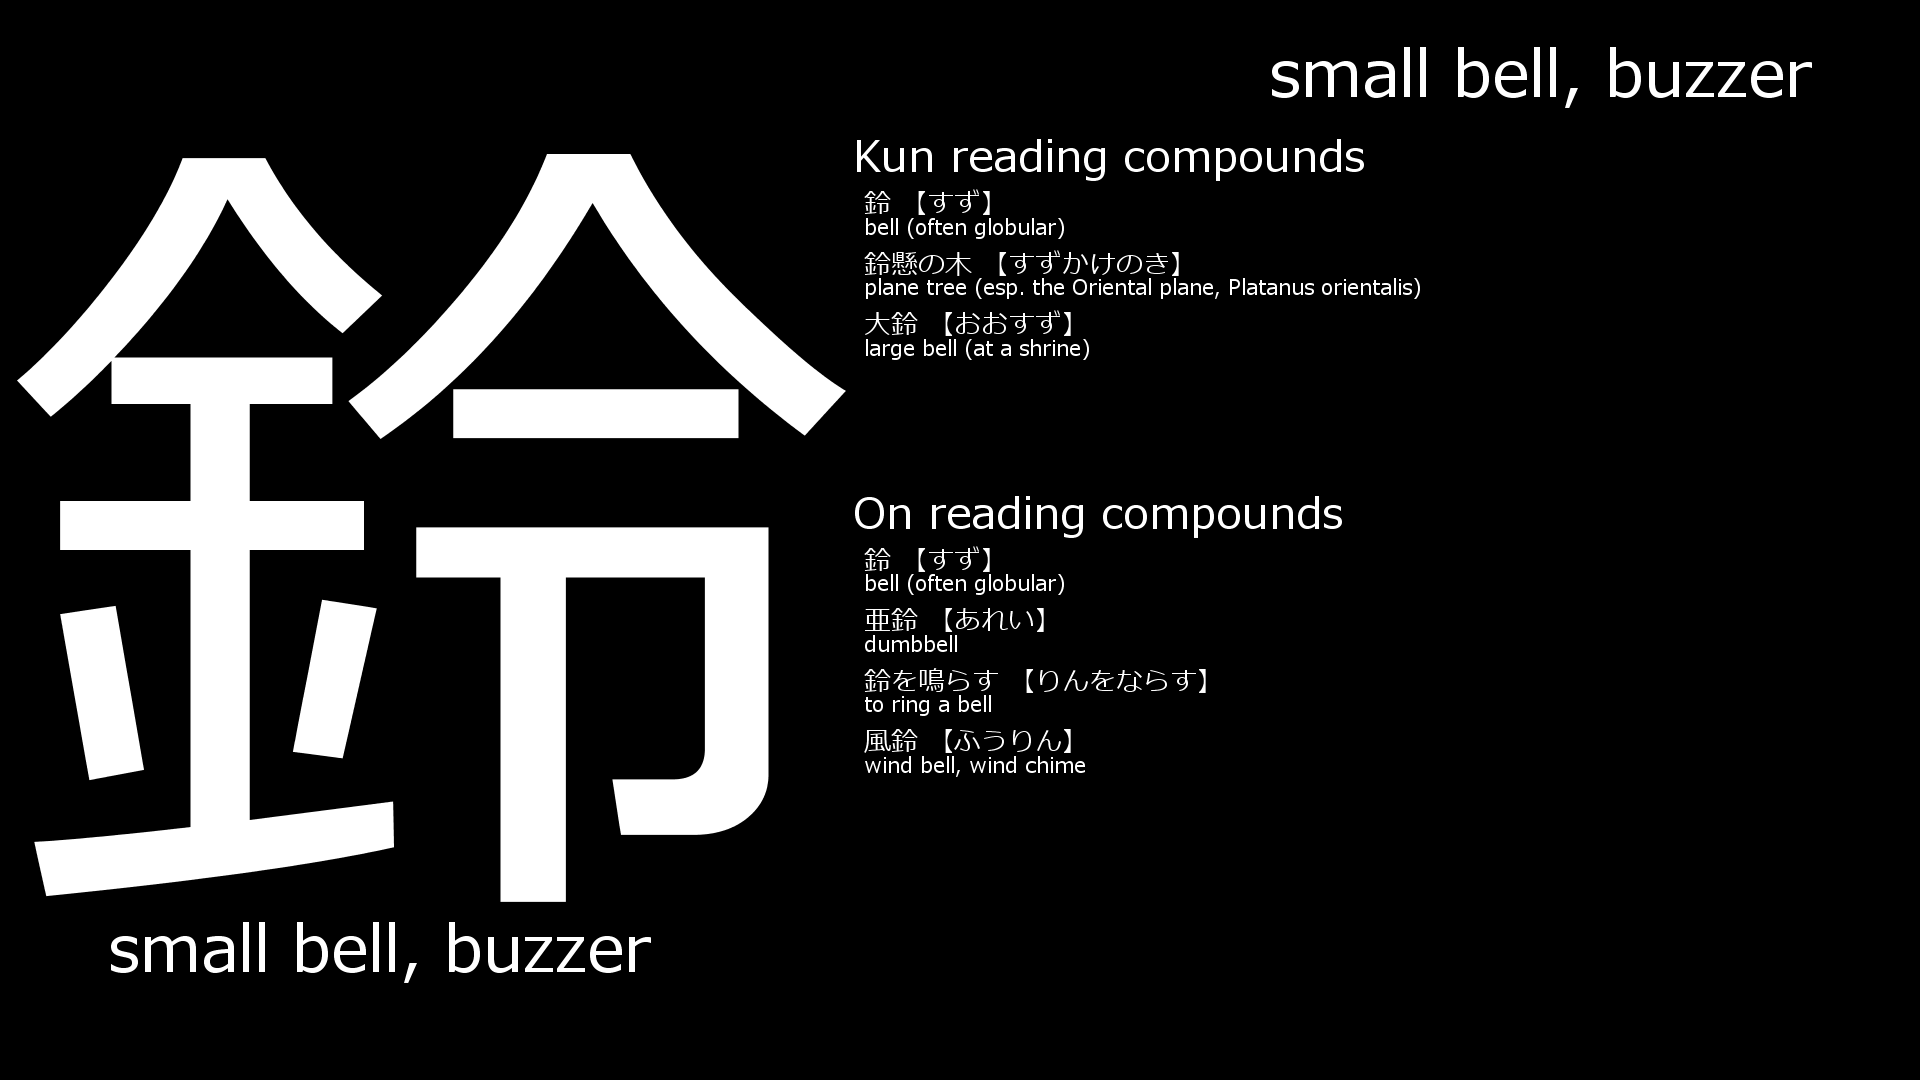 鈴
small bell, buzzer
small bell, buzzer
Kun reading compounds
鈴 【すず】
bell (often globular)
鈴懸の木 【すずかけのき】
plane tree (esp. the Oriental plane, Platanus orientalis)
大鈴 【おおすず】
large bell (at a shrine)
On reading compounds
鈴 【すず】
bell (often globular)
亜鈴 【あれい】
dumbbell
鈴を鳴らす 【りんをならす】
to ring a bell
風鈴 【ふうりん】
wind bell, wind chime